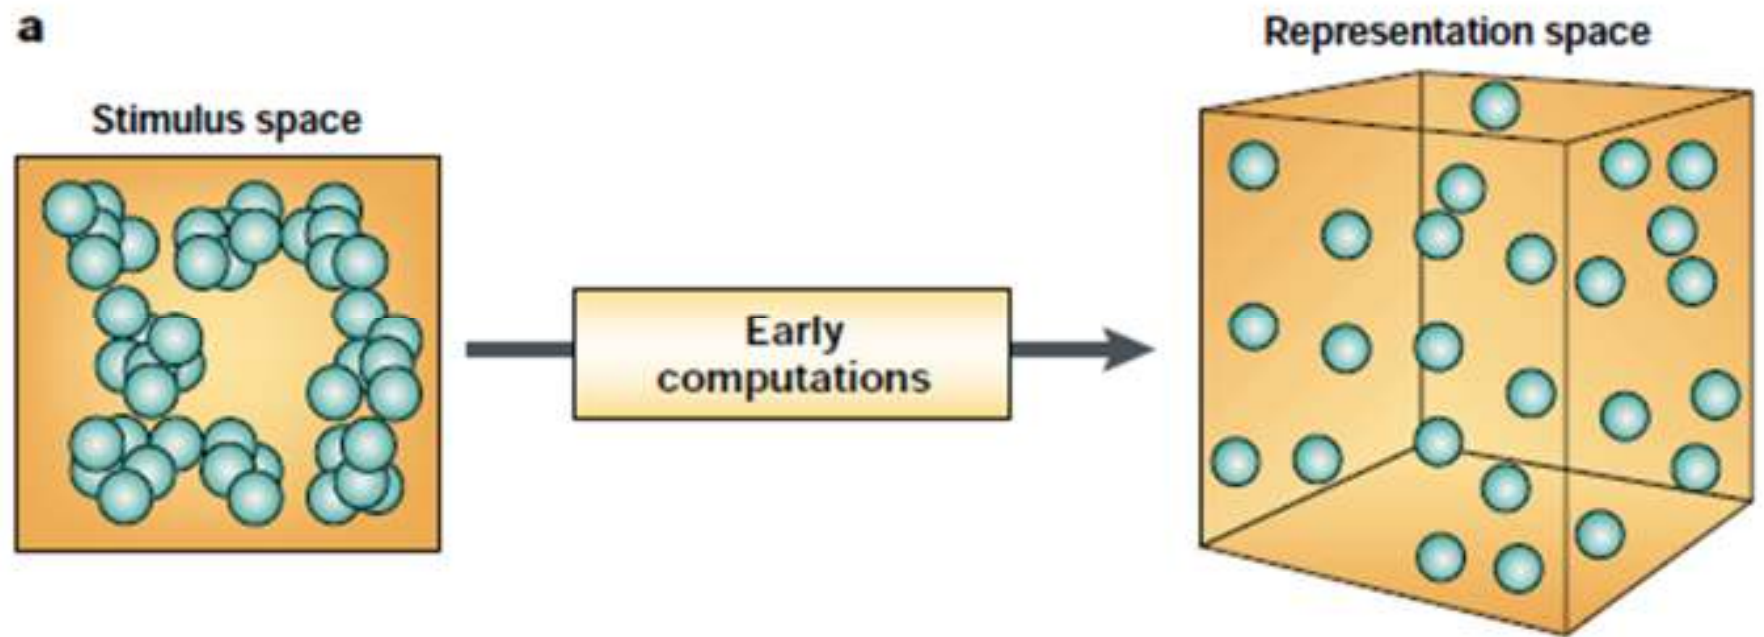 a
Stimulus space
Early
computations
Representation space